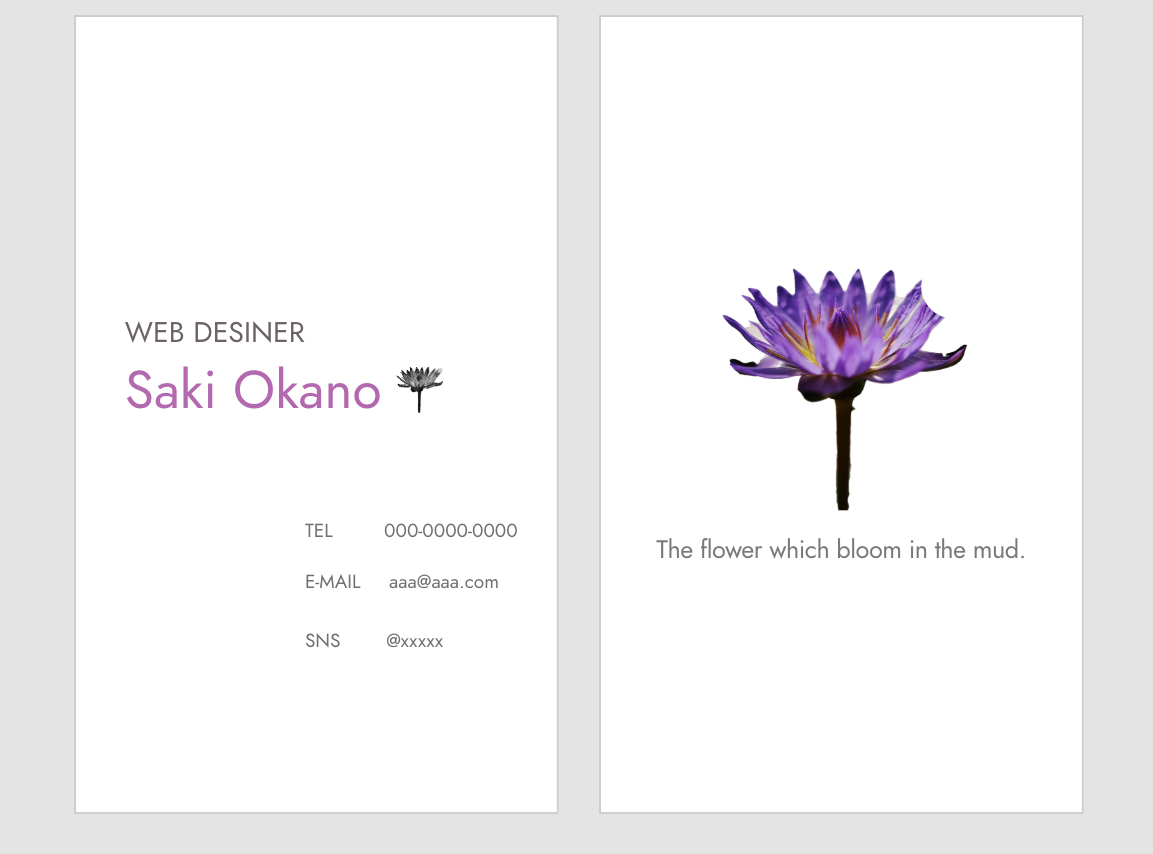 WEB DESINER
Saki Okano
TEL 000-0000-0000
E-MAIL aaa@aaa.com
SNS @xxxxx
The flower which bloom in the mud.